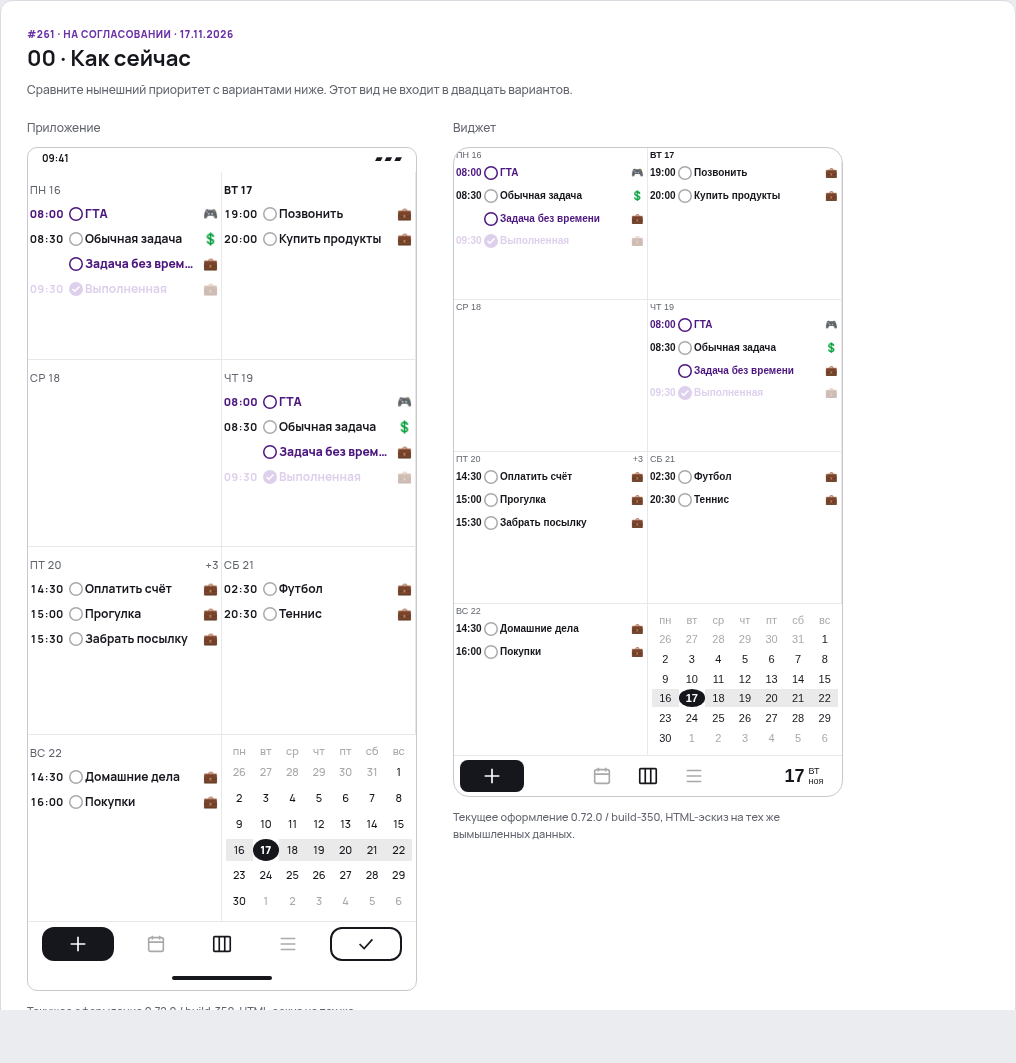 #261 · НА СОГЛАСОВАНИИ · 17.11.2026
00 · Как сейчас
Сравните нынешний приоритет с вариантами ниже. Этот вид не входит в двадцать вариантов.
Приложение
09:41
ПН 16
08:00 ГТА
08:30 Обычная задача
Задача без врем...
09:30 Выполненная
ВТ 17
19:00 Позвонить
20:00 Купить продукты
СР 18
ЧТ 19
08:00 ГТА
08:30 Обычная задача
Задача без врем...
09:30 Выполненная
ПТ 20 +3
14:30 Оплатить счёт
15:00 Прогулка
15:30 Забрать посылку
СБ 21
02:30 Футбол
20:30 Теннис
ВС 22
14:30 Домашние дела
16:00 Покупки
пн вт ср чт пт сб вс
26 27 28 29 30 31 1
2 3 4 5 6 7 8
9 10 11 12 13 14 15
16 17 18 19 20 21 22
23 24 25 26 27 28 29
30 1 2 3 4 5 6
Виджет
ПН 16
08:00 ГТА
08:30 Обычная задача
Задача без времени
09:30 Выполненная
ВТ 17
19:00 Позвонить
20:00 Купить продукты
СР 18
ЧТ 19
08:00 ГТА
08:30 Обычная задача
Задача без времени
09:30 Выполненная
ПТ 20 +3
14:30 Оплатить счёт
15:00 Прогулка
15:30 Забрать посылку
СБ 21
02:30 Футбол
20:30 Теннис
ВС 22
14:30 Домашние дела
16:00 Покупки
пн вт ср чт пт сб вс
26 27 28 29 30 31 1
2 3 4 5 6 7 8
9 10 11 12 13 14 15
16 17 18 19 20 21 22
23 24 25 26 27 28 29
30 1 2 3 4 5 6
17 ВТ
ноя
Текущее оформление 0.72.0 / build-350, HTML-эскиз на тех же
вымышленных данных.
Текущее оформление 0.72.0 / build-350, HTML-эскиз на тех же